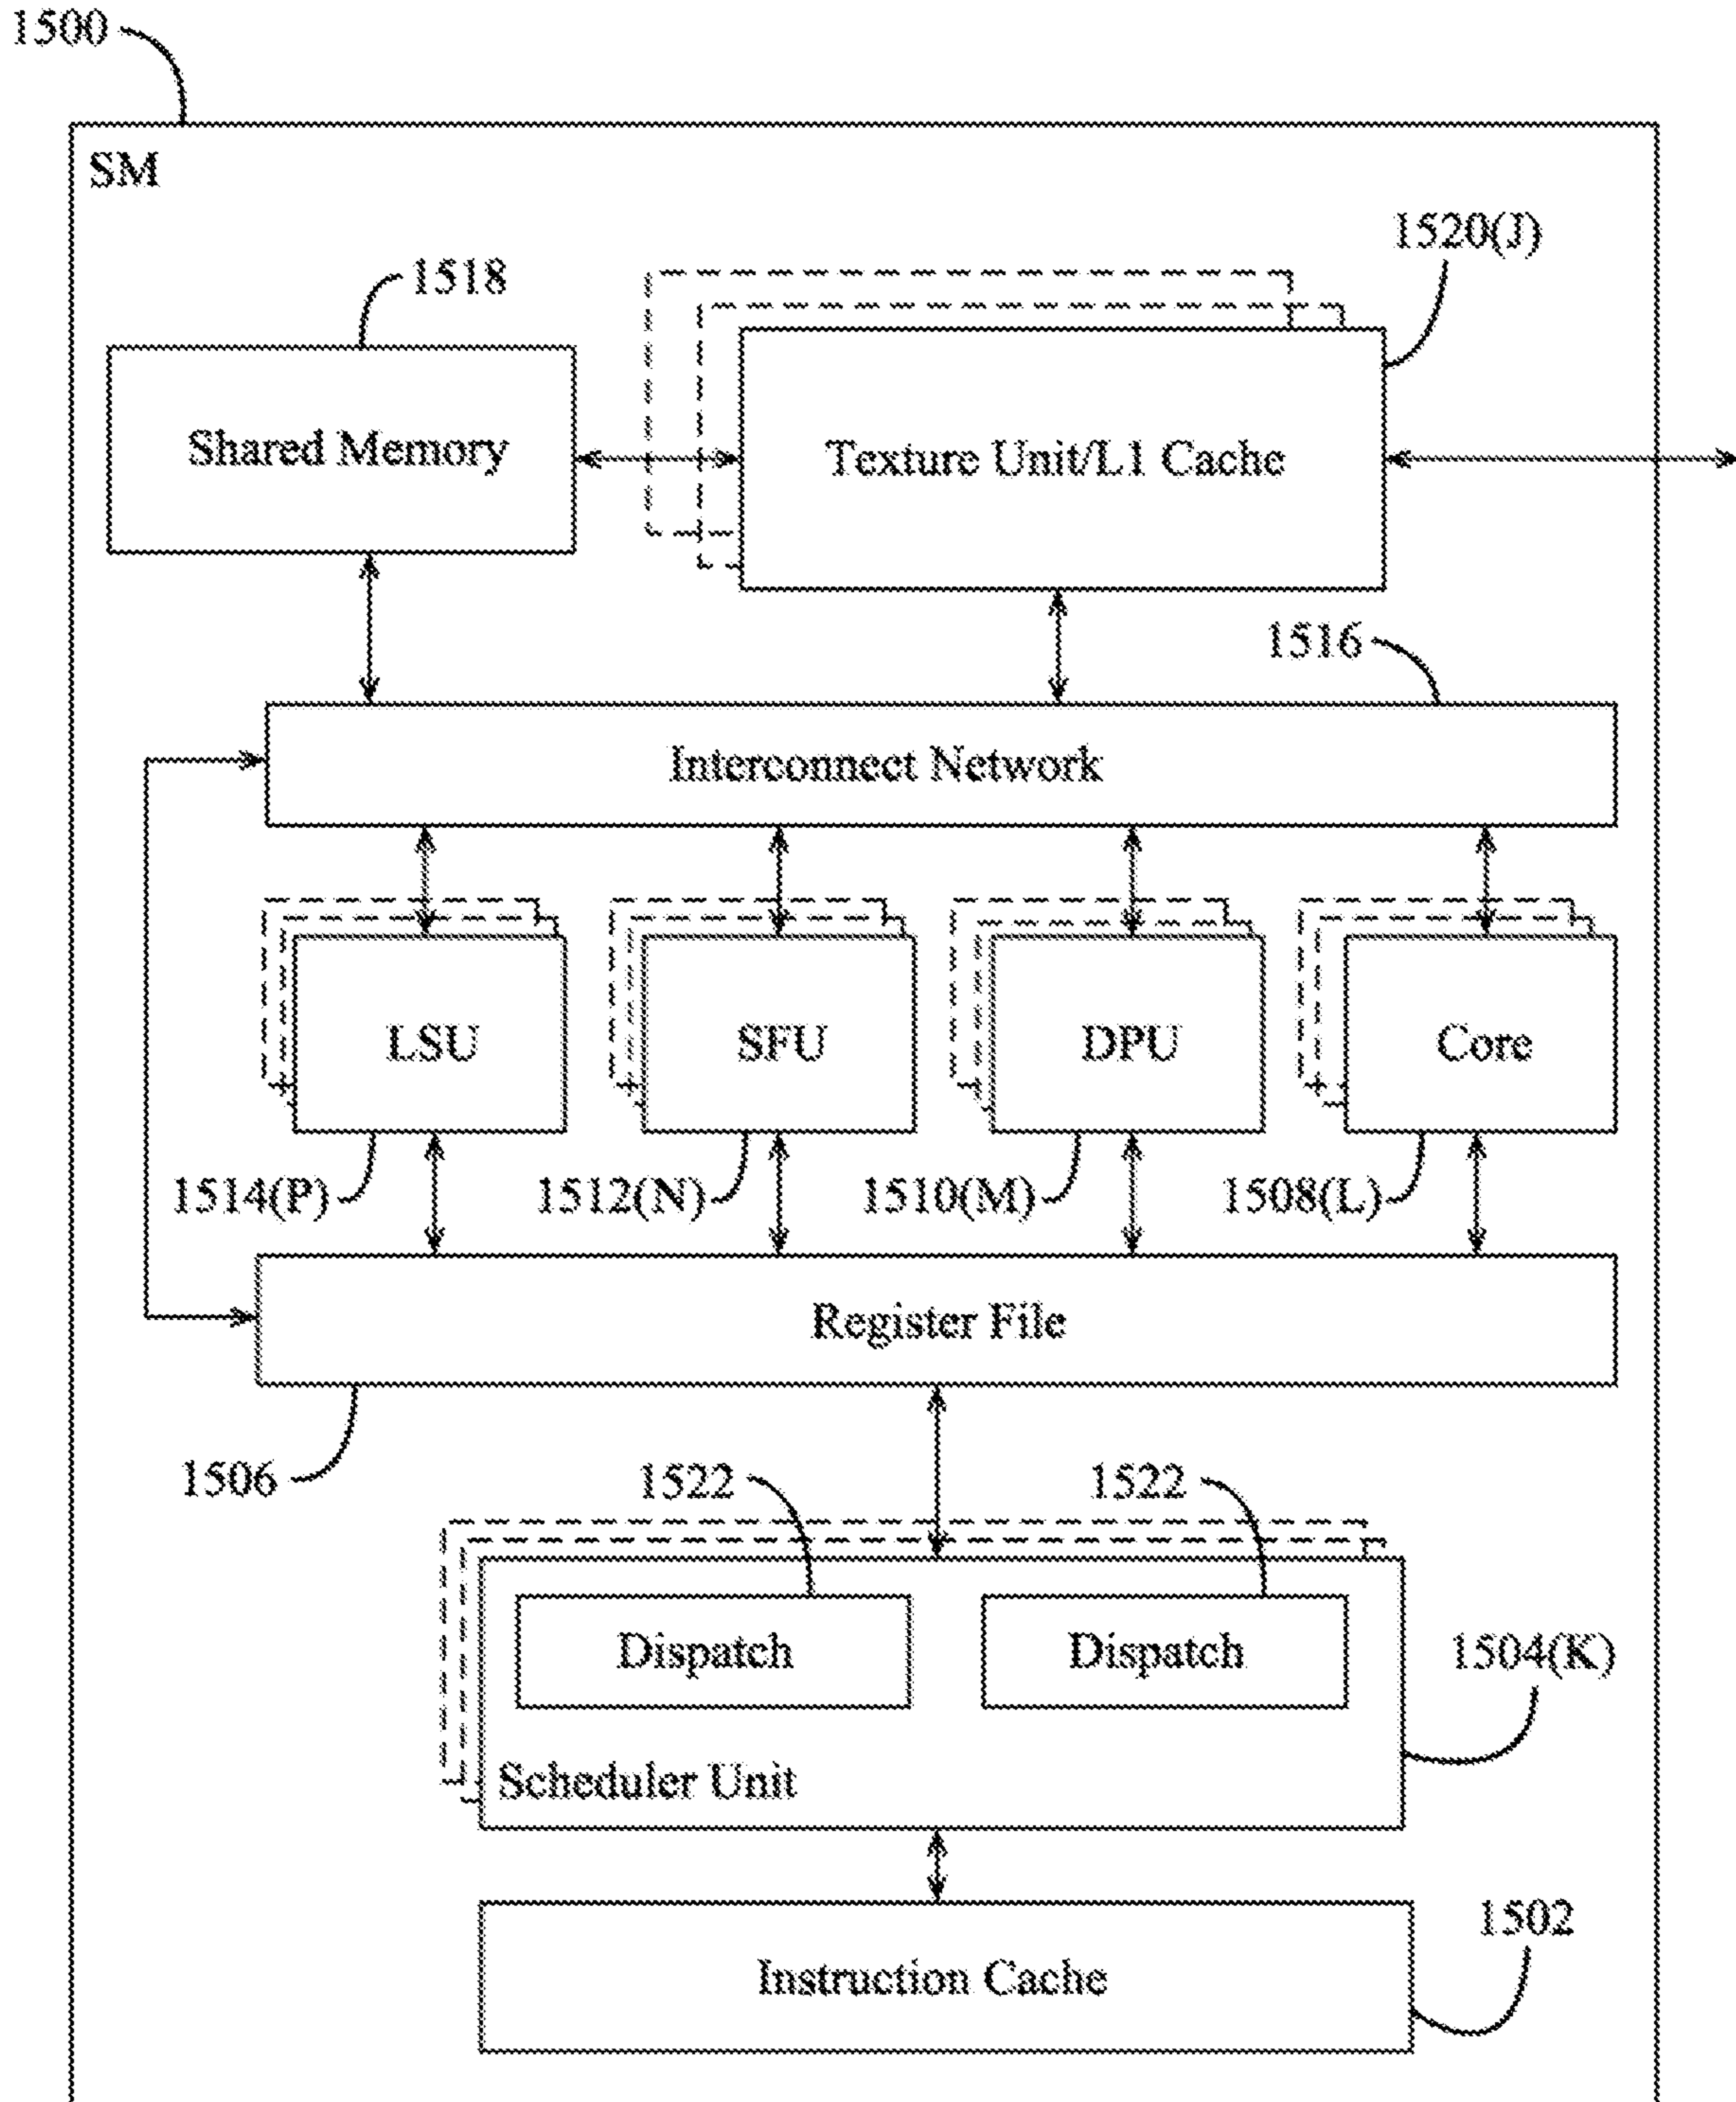 1500
SM
1520(J)
1518
Shared Memory
Texture Unit/L1 Cache
1516
Interconnect Network
LSU
SFU
DPU
Core
1514(P)
1512(N)
1510(M)
1508(L)
Register File
1506
1522
1522
Dispatch
Dispatch
1504(K)
Scheduler Unit
1502
Instruction Cache